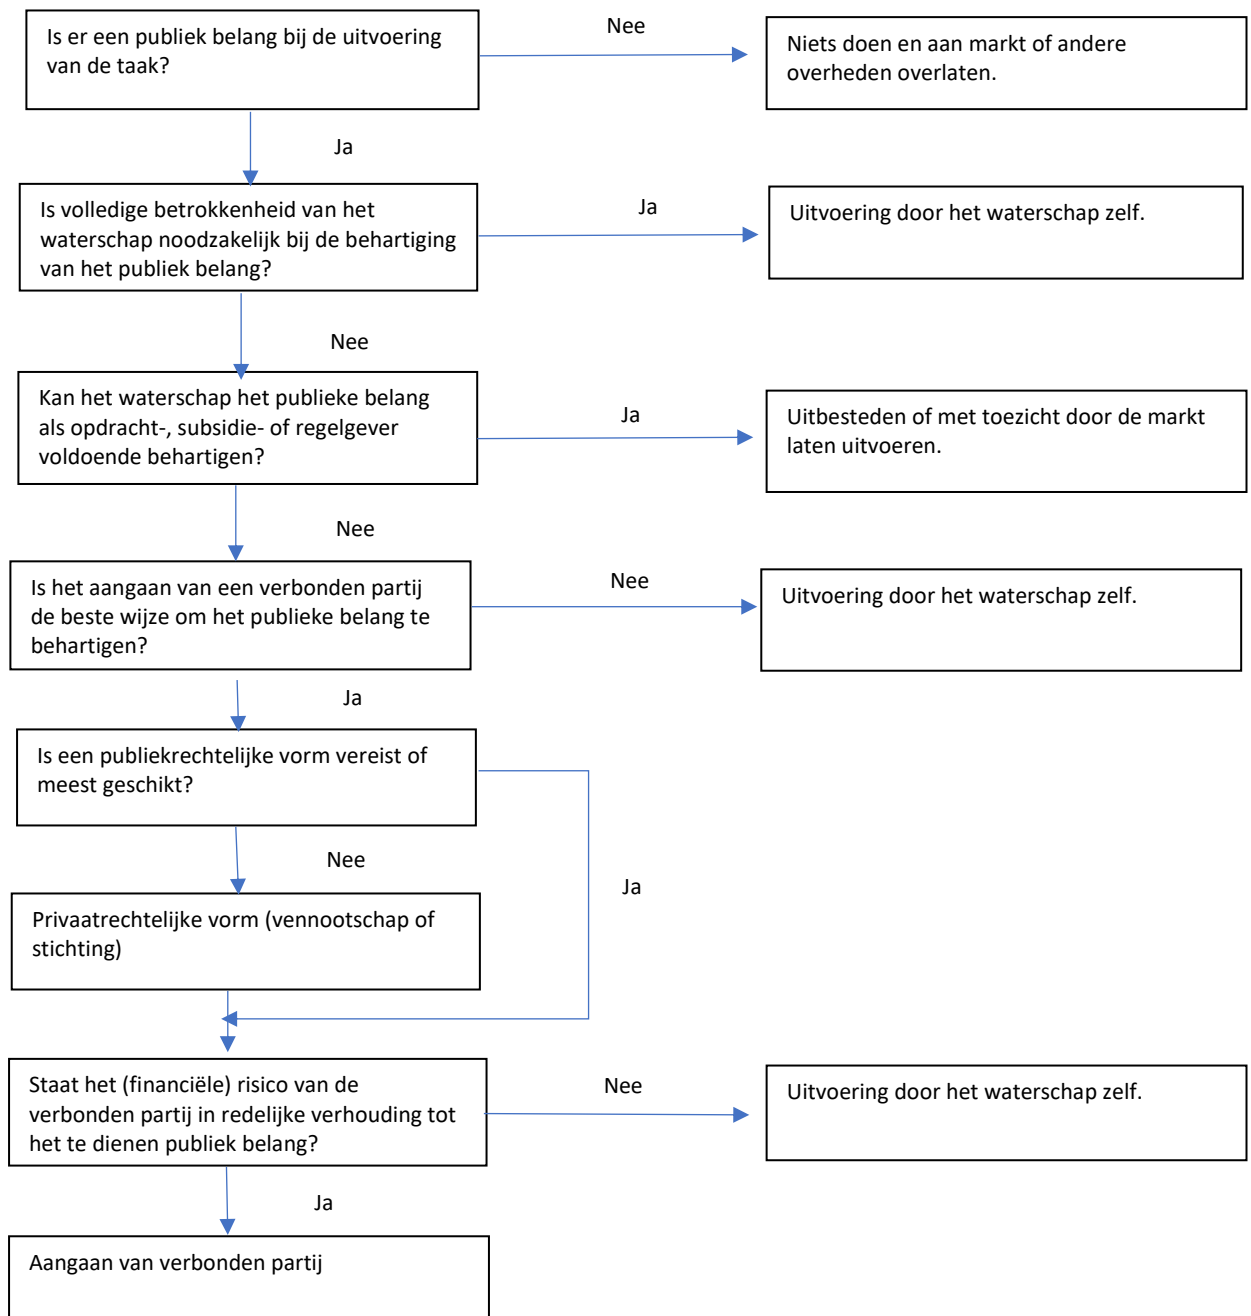 Is er een publiek belang bij de uitvoering
van de taak?
Nee
Niets doen en aan markt of andere
overheden overlaten.
Ja
Is volledige betrokkenheid van het
waterschap noodzakelijk bij de behartiging
van het publiek belang?
Ja
Uitvoering door het waterschap zelf.
Nee
Kan het waterschap het publieke belang
als opdracht-, subsidie- of regelgever
voldoende behartigen?
Ja
Uitbesteden of met toezicht door de markt
laten uitvoeren.
Nee
Is het aangaan van een verbonden partij
de beste wijze om het publieke belang te
behartigen?
Nee
Uitvoering door het waterschap zelf.
Ja
Is een publiekrechtelijke vorm vereist of
meest geschikt?
Nee
Ja
Privaatrechtelijke vorm (vennootschap of
stichting)
Staat het (financiële) risico van de
verbonden partij in redelijke verhouding tot
het te dienen publiek belang?
Nee
Uitvoering door het waterschap zelf.
Ja
Aangaan van verbonden partij